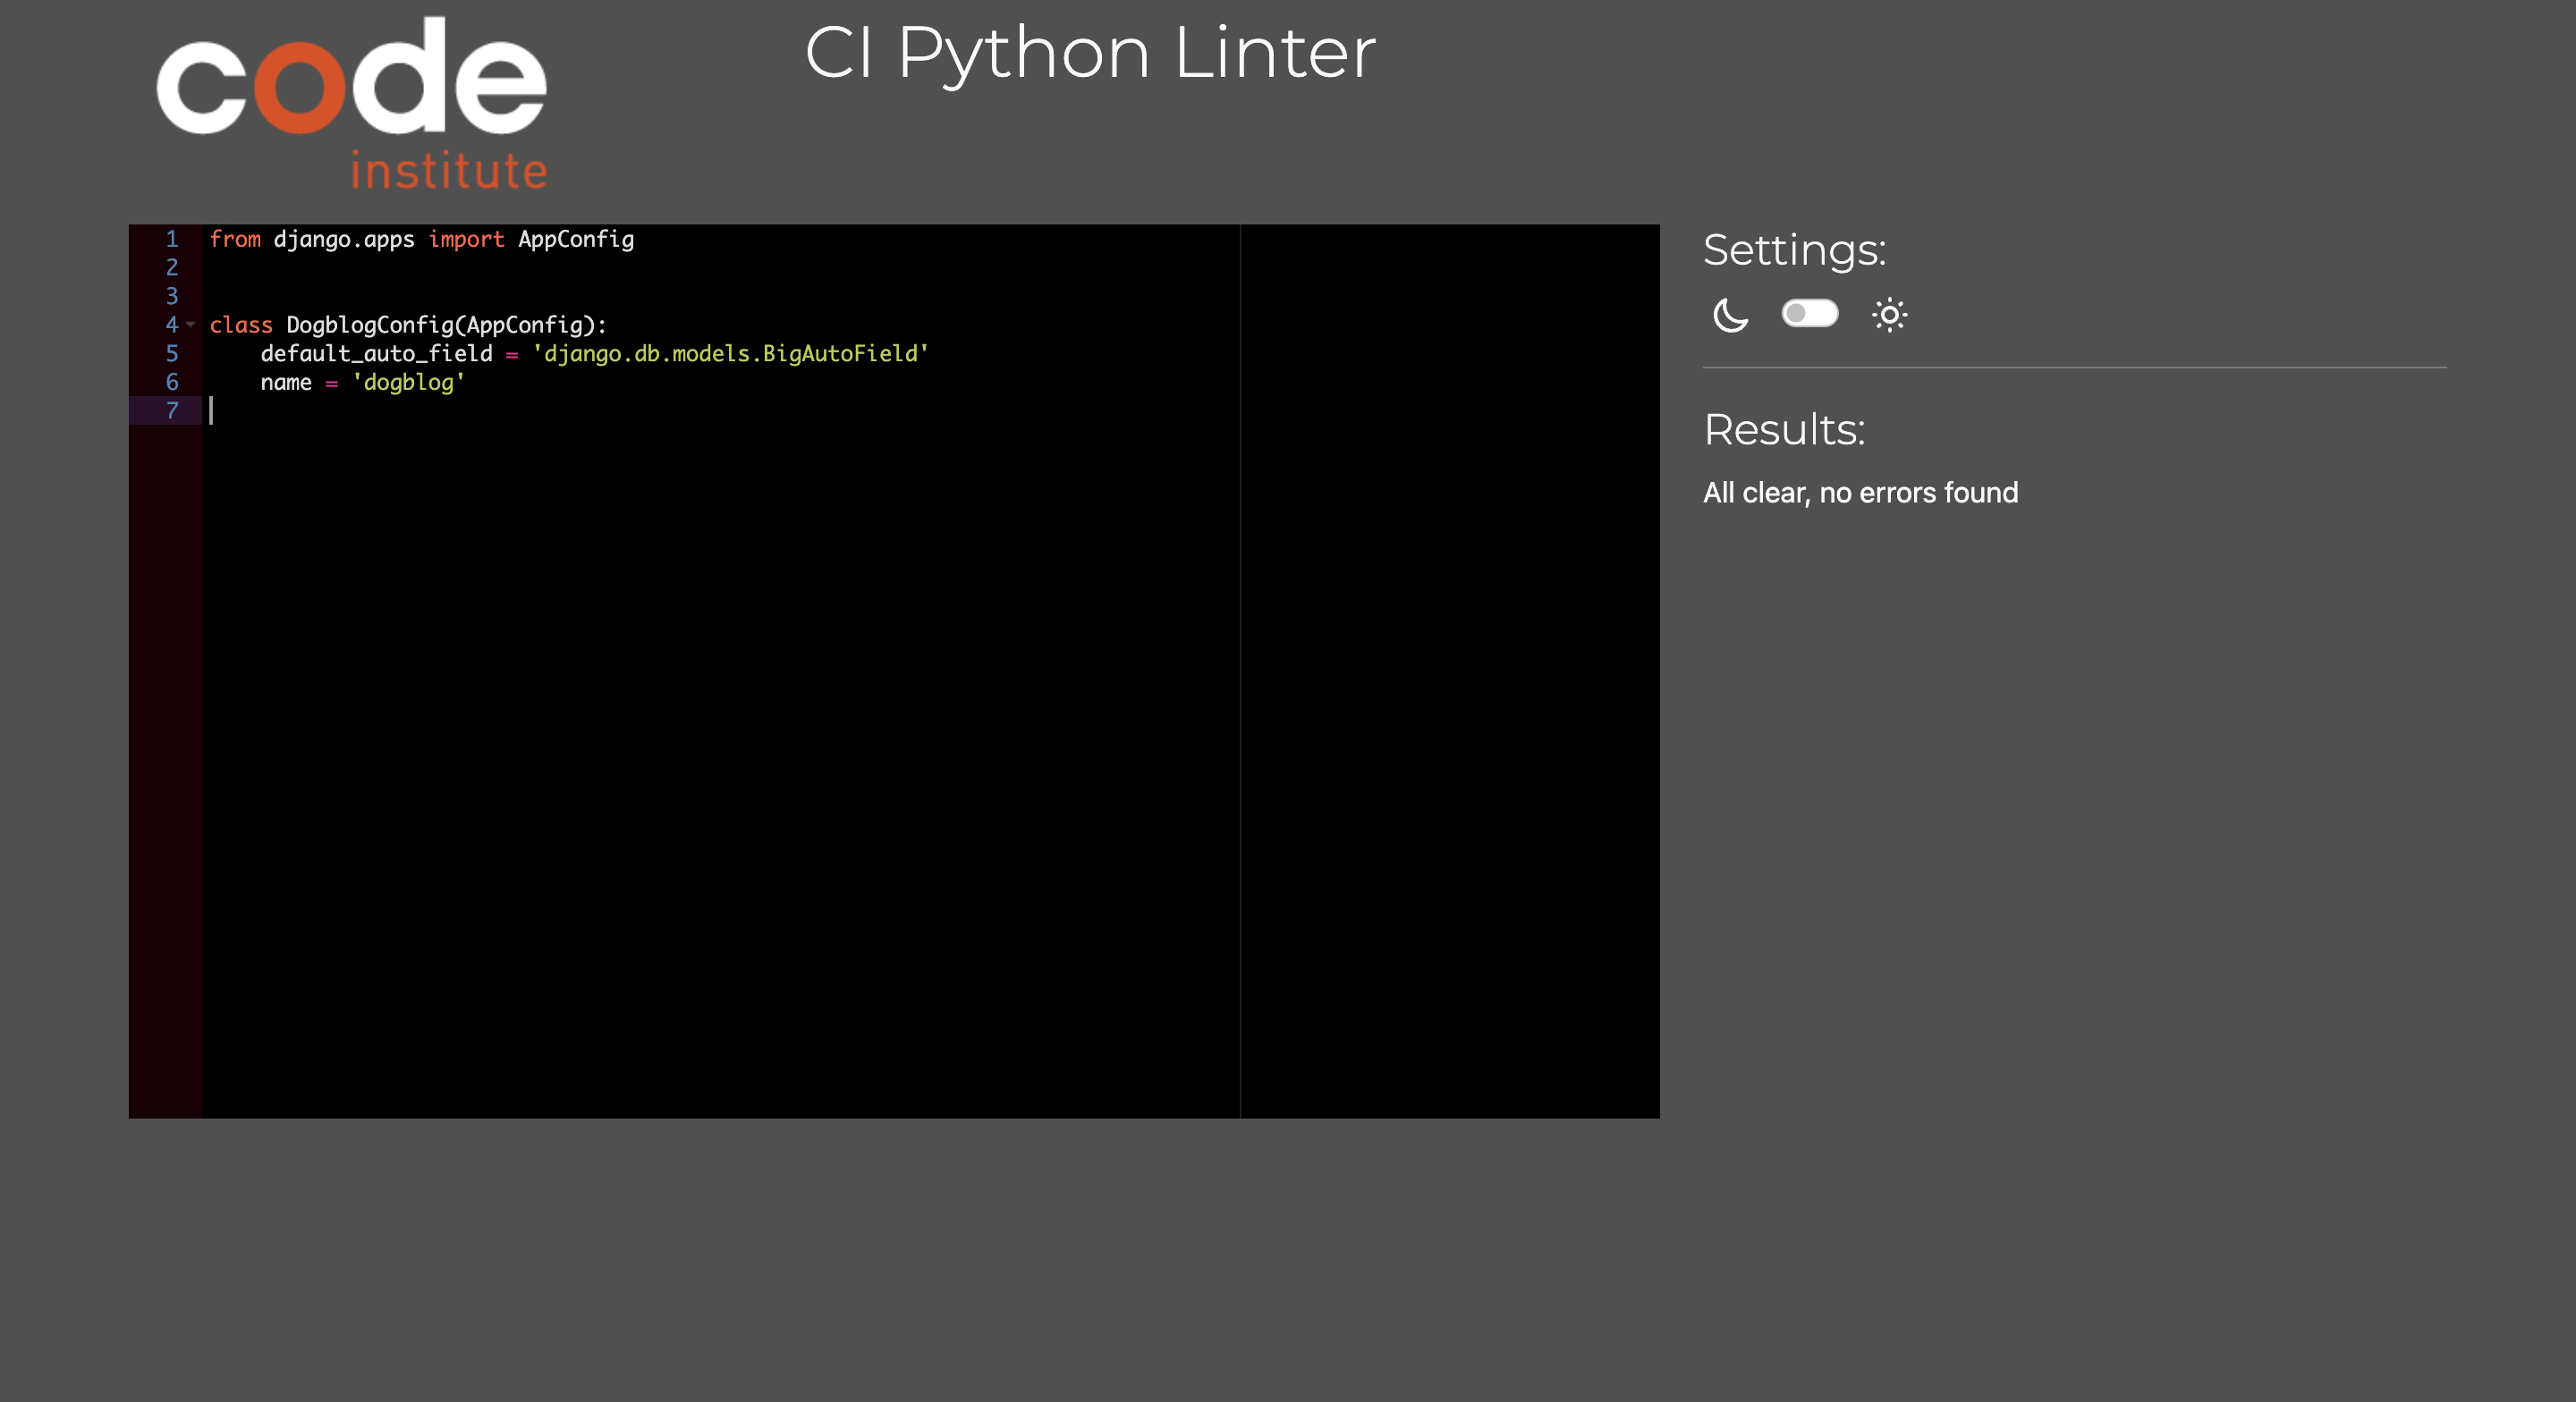 code
institute
CI Python Linter
1 from django.apps import AppConfig
2
3
4 class DogblogConfig(AppConfig):
5     default_auto_field = 'django.db.models.BigAutoField'
6     name = 'dogblog'
7
Settings:
Results:
All clear, no errors found